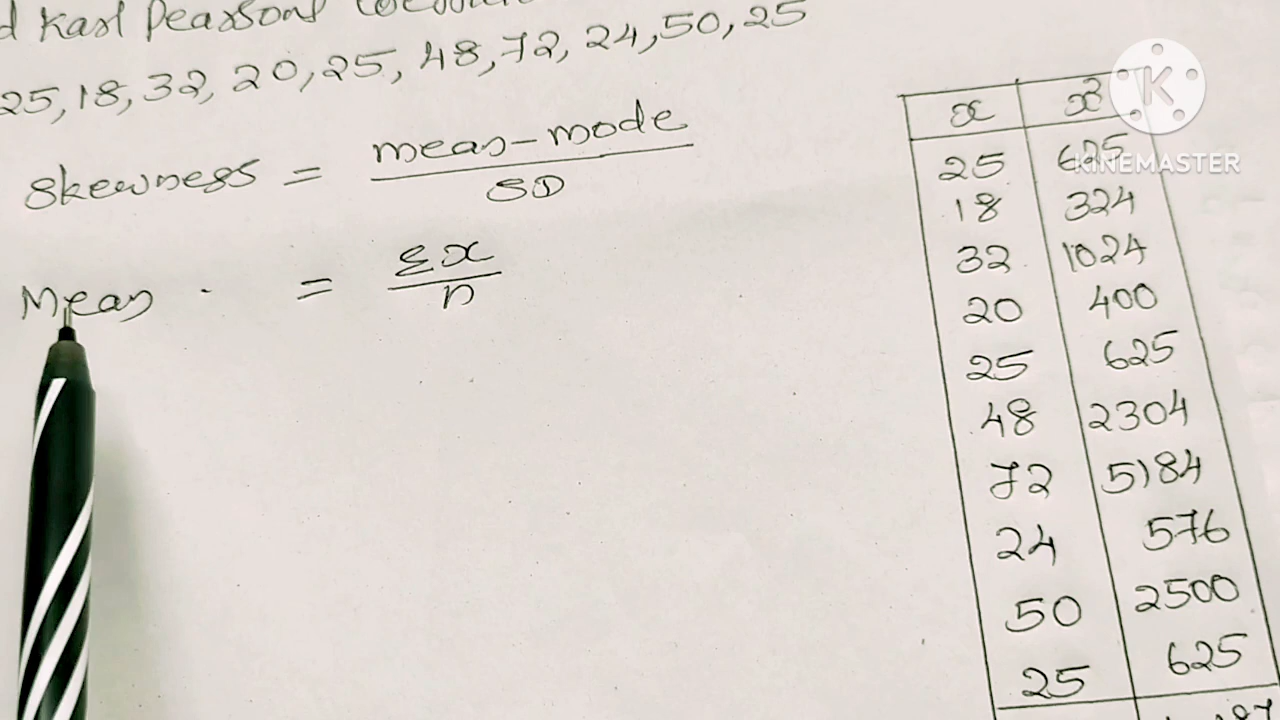 d Karl Pearsons
25, 18, 32, 20, 25, 48, 72, 24, 50, 25
Skewness = mean - mode
SD
Mean = Σx
n
x x²
25 625
18 324
32 1024
20 400
25 625
48 2304
72 5184
24 576
50 2500
25 625
K
KINEMASTER